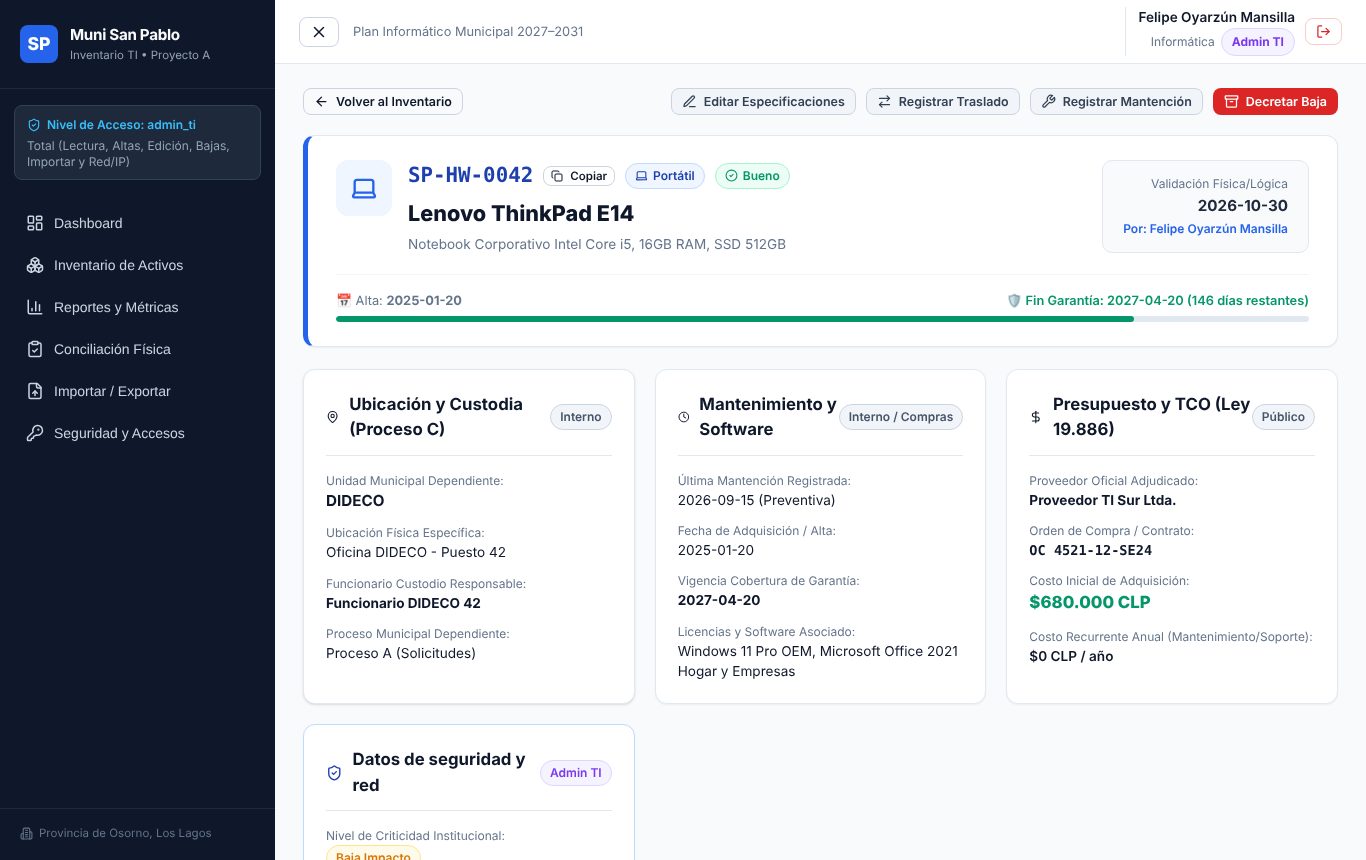 SP
Muni San Pablo
Inventario TI • Proyecto A
Nivel de Acceso: admin_ti
Total (Lectura, Altas, Edición, Bajas,
Importar y Red/IP)
Dashboard
Inventario de Activos
Reportes y Métricas
Conciliación Física
Importar / Exportar
Seguridad y Accesos
Provincia de Osorno, Los Lagos
Plan Informático Municipal 2027–2031
Felipe Oyarzún Mansilla
Informática Admin TI
Volver al Inventario
Editar Especificaciones
Registrar Traslado
Registrar Mantención
Decretar Baja
SP-HW-0042 Copiar Portátil Bueno
Lenovo ThinkPad E14
Notebook Corporativo Intel Core i5, 16GB RAM, SSD 512GB
Validación Física/Lógica
2026-10-30
Por: Felipe Oyarzún Mansilla
Alta: 2025-01-20
Fin Garantía: 2027-04-20 (146 días restantes)
Ubicación y Custodia
(Proceso C)
Interno
Unidad Municipal Dependiente:
DIDECO
Ubicación Física Específica:
Oficina DIDECO - Puesto 42
Funcionario Custodio Responsable:
Funcionario DIDECO 42
Proceso Municipal Dependiente:
Proceso A (Solicitudes)
Mantenimiento y
Software
Interno / Compras
Última Mantención Registrada:
2026-09-15 (Preventiva)
Fecha de Adquisición / Alta:
2025-01-20
Vigencia Cobertura de Garantía:
2027-04-20
Licencias y Software Asociado:
Windows 11 Pro OEM, Microsoft Office 2021
Hogar y Empresas
Presupuesto y TCO (Ley
19.886)
Público
Proveedor Oficial Adjudicado:
Proveedor TI Sur Ltda.
Orden de Compra / Contrato:
OC 4521-12-SE24
Costo Inicial de Adquisición:
$680.000 CLP
Costo Recurrente Anual (Mantenimiento/Soporte):
$0 CLP / año
Datos de seguridad y
red
Admin TI
Nivel de Criticidad Institucional:
Baja Impacto